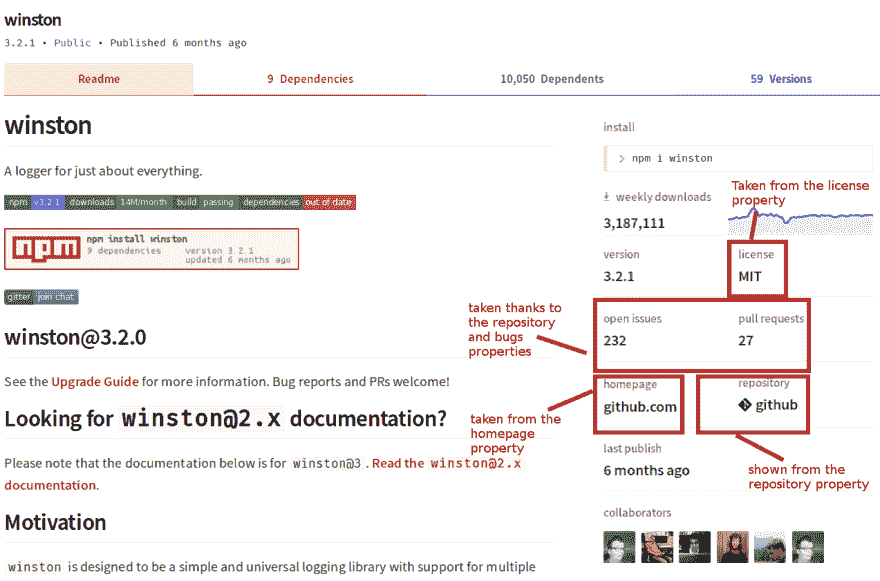 winston
3.2.1 • Public • Published 6 months ago
Readme
9 Dependencies
10,050 Dependents
59 Versions
winston
A logger for just about everything.
npm v3.2.1 downloads 14M/month build passing dependencies out of date
npm
npm install winston
9 dependencies version 3.2.1
updated 6 months ago
gitter join chat
winston@3.2.0
See the Upgrade Guide for more information. Bug reports and PRs welcome!
Looking for winston@2.x documentation?
Please note that the documentation below is for winston@3 . Read the winston@2.x
documentation.
Motivation
winston is designed to be a simple and universal logging library with support for multiple
install
> npm i winston
weekly downloads
3,187,111
Taken from the license
property
version
3.2.1
license
MIT
taken thanks to
the repository
and bugs
properties
open issues
232
pull requests
27
homepage
github.com
repository
github
taken from the
homepage
property
last publish
6 months ago
shown from the
repository property
collaborators